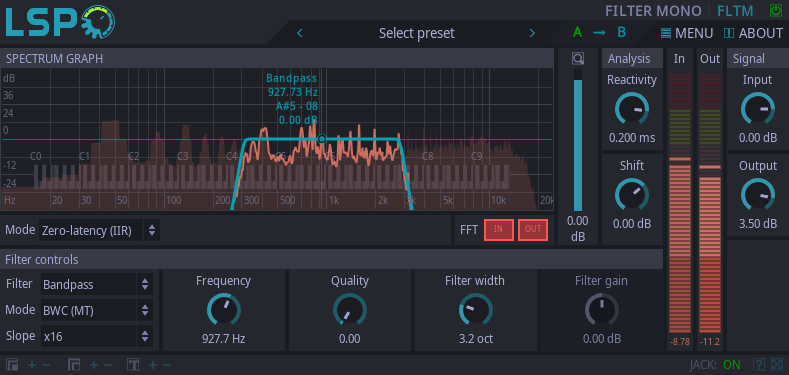 LSP
FILTER MONO FLTM
Select preset
A → B
MENU
ABOUT
SPECTRUM GRAPH
Analysis
In
Out
Signal
dB
36
24
0
-12
-24
Bandpass
927.73 Hz
A#5 - 08
0.00 dB
C0 C1 C2 C3 C4 C8 C9
Hz 20 30 50 100 200 300 500 1k 2k 3k 5k 10k 20k
0.00
dB
Reactivity
0.200 ms
Shift
0.00 dB
Input
0.00 dB
Output
3.50 dB
Mode Zero-latency (IIR)
FFT IN OUT
Filter controls
Filter Bandpass
Mode BWC (MT)
Slope x16
Frequency
927.7 Hz
Quality
0.00
Filter width
3.2 oct
Filter gain
0.00 dB
-8.78
-11.2
JACK: ON